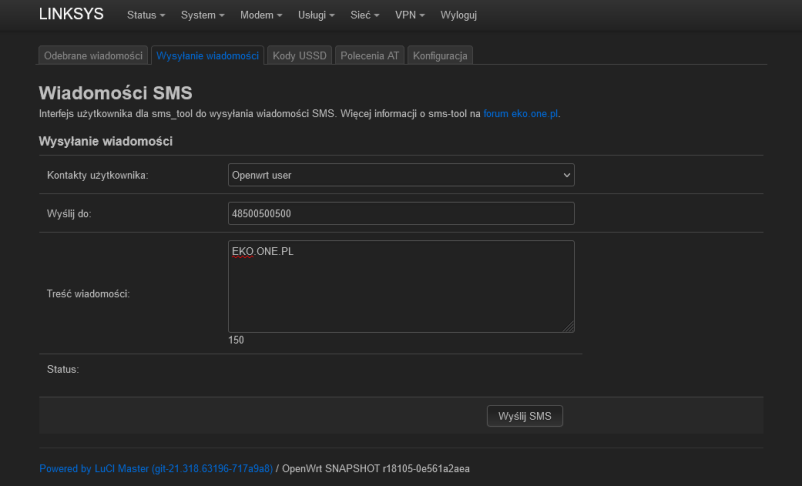 LINKSYS Status System Modem Usługi Sieć VPN Wyloguj
Odebrane wiadomości Wysyłanie wiadomości Kody USSD Polecenia AT Konfiguracja
Wiadomości SMS
Interfejs użytkownika dla sms_tool do wysyłania wiadomości SMS. Więcej informacji o sms-tool na forum eko.one.pl.
Wysyłanie wiadomości
Kontakty użytkownika: Openwrt user
Wyślij do: 48500500500
EKO.ONE.PL
Treść wiadomości:
150
Status:
Wyślij SMS
Powered by LuCI Master (git-21.318.63196-717a9a8) / OpenWrt SNAPSHOT r18105-0e561a2aea